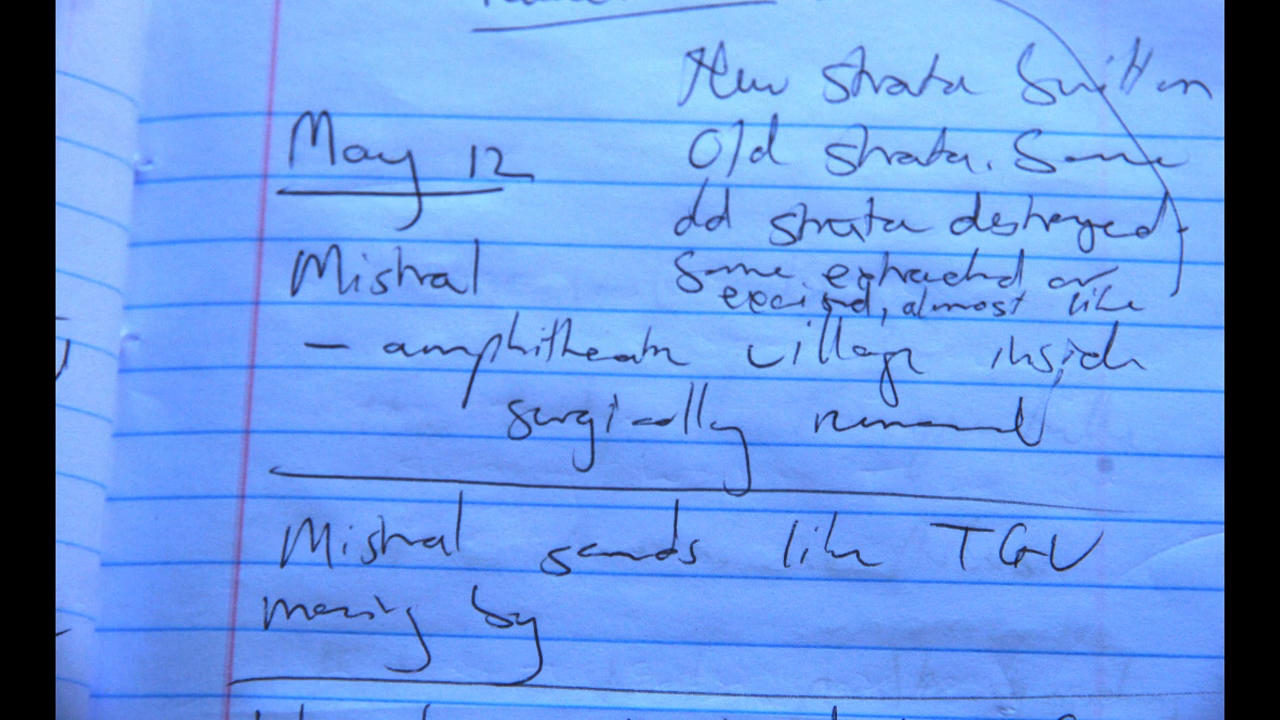 New strata built on
May 12
old strata. Some
old strata destroyed.
Mistral
Some extracted or
excised, almost like
– amphitheatre village inside
surgically removed
Mistral sounds like TGV
moving by